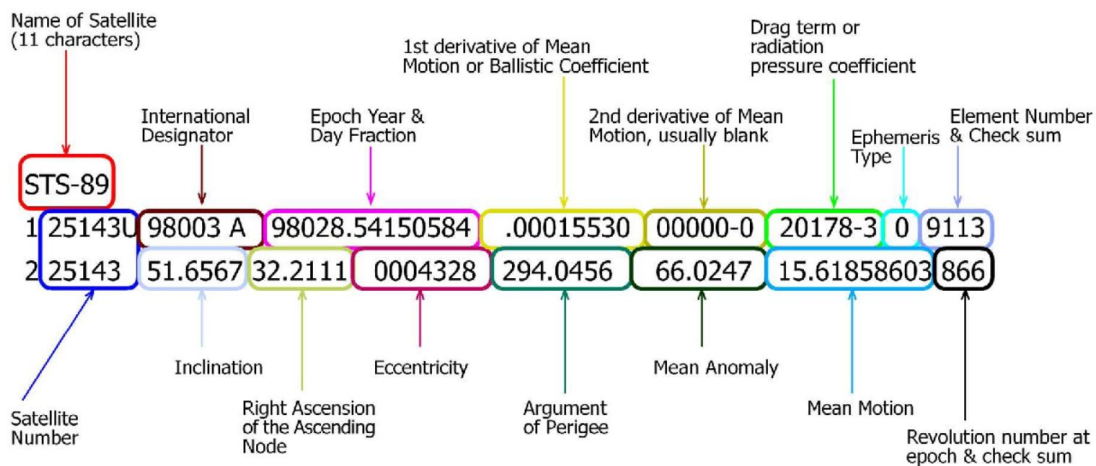 Name of Satellite
(11 characters)
1st derivative of Mean
Motion or Ballistic Coefficient
Drag term or
radiation
pressure coefficient
International
Designator
Epoch Year &
Day Fraction
2nd derivative of Mean
Motion, usually blank
Ephemeris
Type
Element Number
& Check sum
STS-89
1 25143U 98003 A 98028.54150584 .00015530 00000-0 20178-3 0 9113
2 25143 51.6567 32.2111 0004328 294.0456 66.0247 15.61858603 866
Satellite
Number
Inclination
Right Ascension
of the Ascending
Node
Eccentricity
Argument
of Perigee
Mean Anomaly
Mean Motion
Revolution number at
epoch & check sum